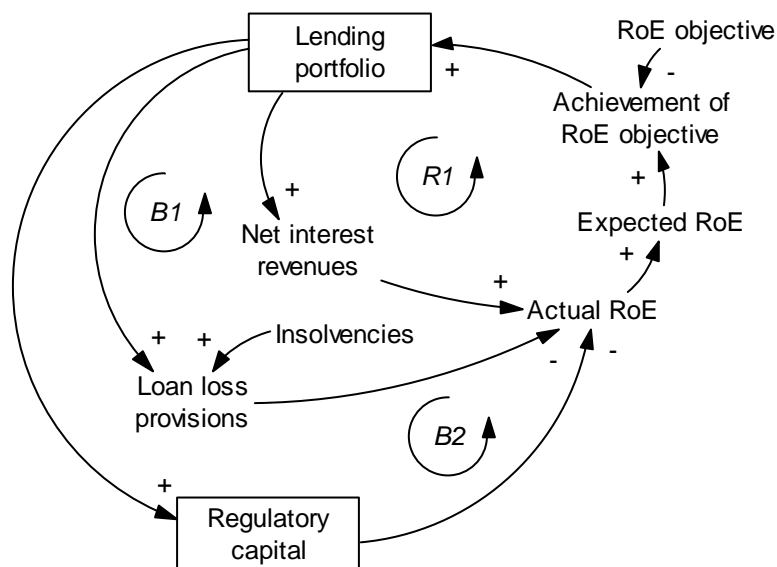 Lending
portfolio
RoE objective
+
-
Achievement of
RoE objective
R1
B1
+
+
Net interest
revenues
Expected RoE
+
+
Actual RoE
Insolvencies
+
+
-
-
Loan loss
provisions
B2
+
Regulatory
capital